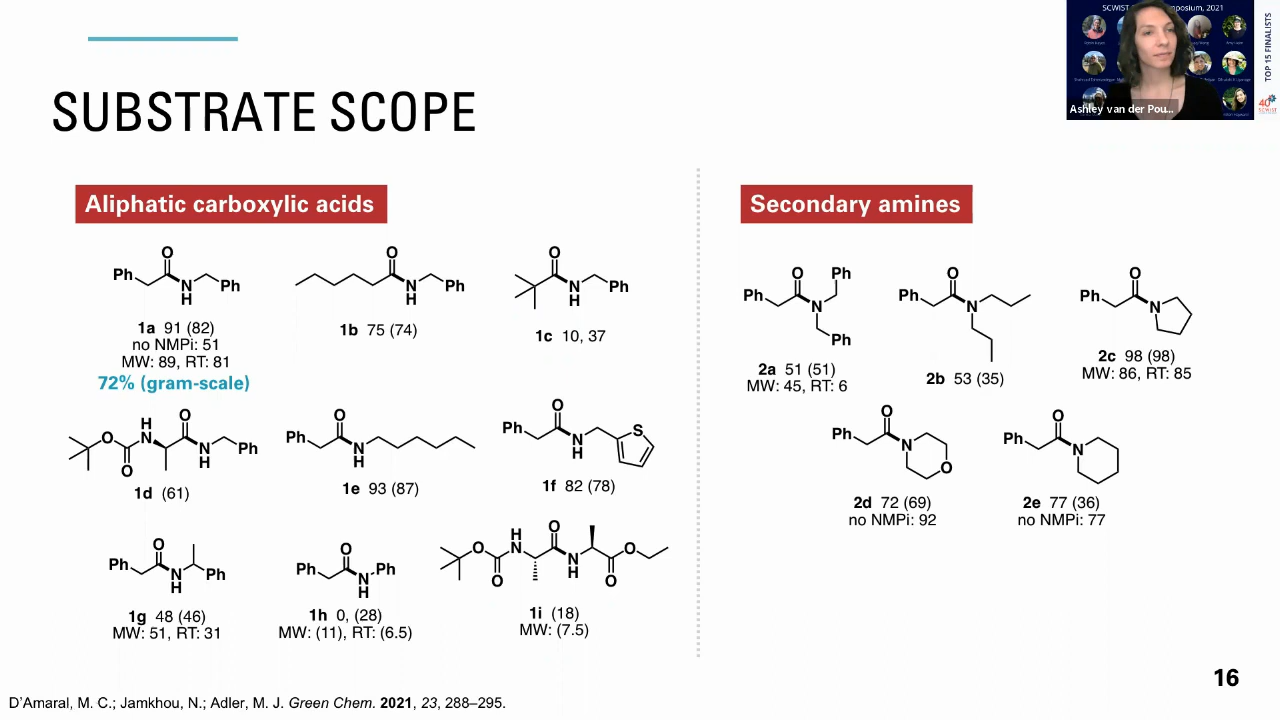 SCWIST
mposium, 2021
TOP 15 FINALISTS
40
SCWIST
Ashley van der Pou...
SUBSTRATE SCOPE
Aliphatic carboxylic acids
Secondary amines
Ph
O
N
H
Ph
1a 91 (82)
no NMPi: 51
MW: 89, RT: 81
72% (gram-scale)
O
N
H
Ph
1b 75 (74)
O
N
H
Ph
1c 10, 37
O
O
H
N
O
N
H
Ph
1d (61)
Ph
O
N
H
1e 93 (87)
Ph
O
N
H
S
1f 82 (78)
Ph
O
N
H
Ph
1g 48 (46)
MW: 51, RT: 31
Ph
O
N
H
Ph
1h 0, (28)
MW: (11), RT: (6.5)
O
O
H
N
O
N
H
O
O
1i (18)
MW: (7.5)
Ph
O
N
Ph
Ph
2a 51 (51)
MW: 45, RT: 6
Ph
O
N
2b 53 (35)
Ph
O
N
2c 98 (98)
MW: 86, RT: 85
Ph
O
N
O
2d 72 (69)
no NMPi: 92
Ph
O
N
2e 77 (36)
no NMPi: 77
16
D'Amaral, M. C.; Jamkhou, N.; Adler, M. J. Green Chem. 2021, 23, 288–295.